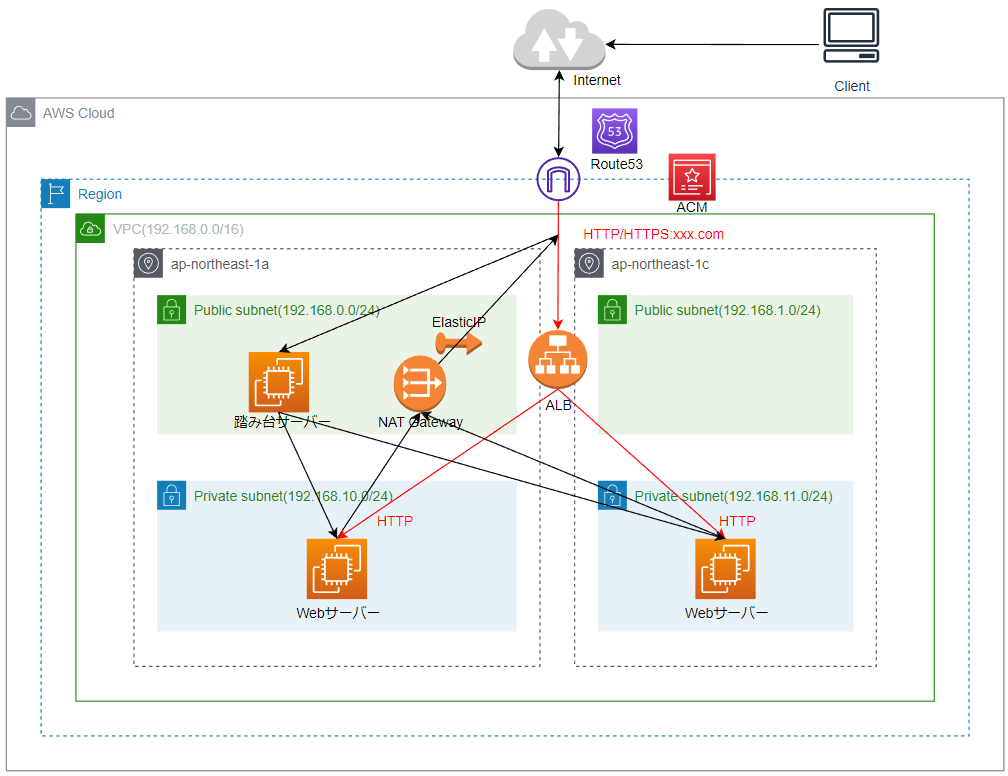 Client
Internet
AWS Cloud
53
Route53
ACM
Region
VPC(192.168.0.0/16)
HTTP/HTTPS:xxx.com
ap-northeast-1a
ap-northeast-1c
Public subnet(192.168.0.0/24)
Public subnet(192.168.1.0/24)
ElasticIP
ALB
踏み台サーバー
NAT Gateway
Private subnet(192.168.10.0/24)
Private subnet(192.168.11.0/24)
HTTP
HTTP
Webサーバー
Webサーバー